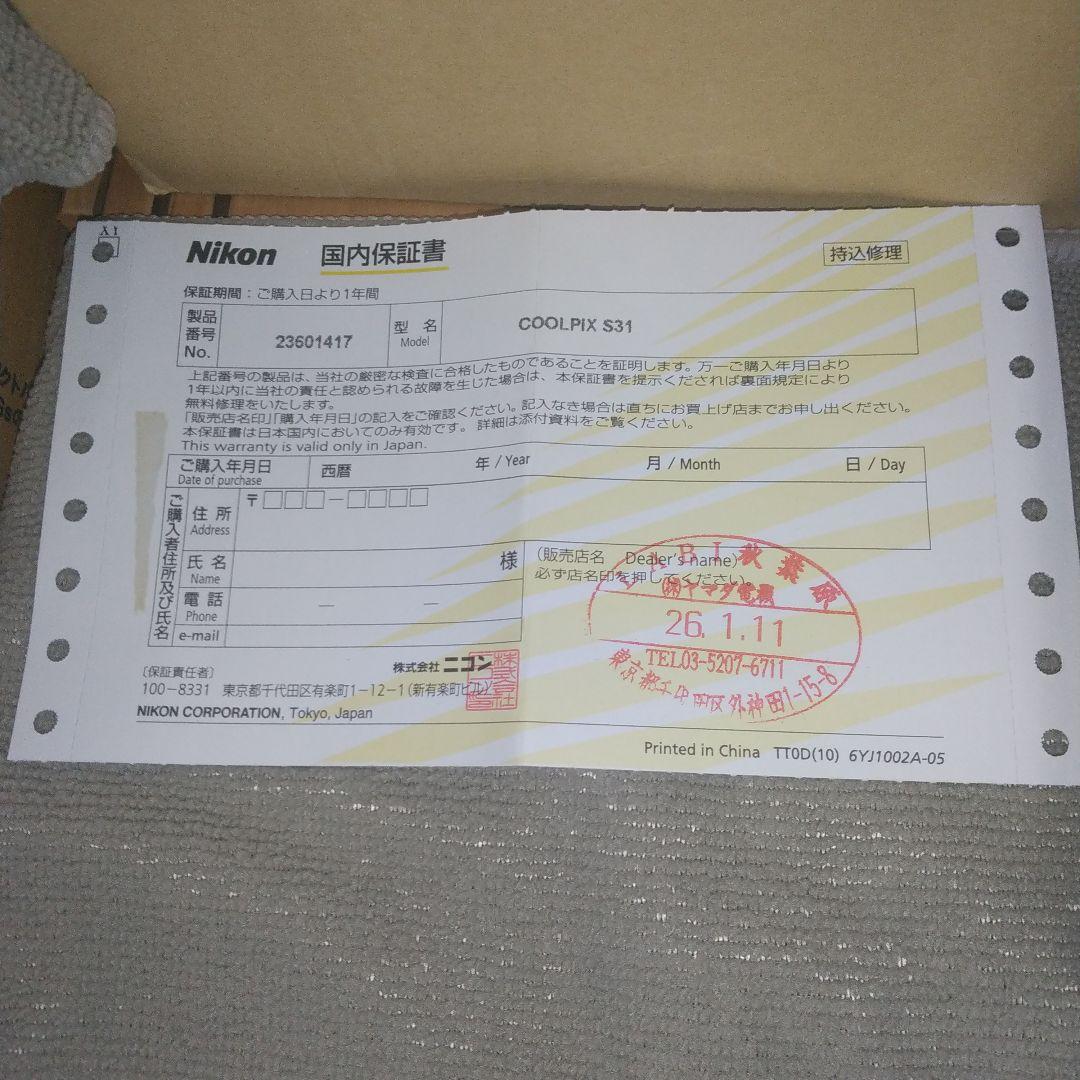 X1
Nikon 国内保証書 持込修理
保証期間：ご購入日より1年間
製品番号 No. 23601417 型名 Model COOLPIX S31
上記番号の製品は、当社の厳密な検査に合格したものであることを証明します。万一ご購入年月日より
1年以内に当社の責任と認められる故障を生じた場合は、本保証書を提示くだされば裏面規定により
無料修理をいたします。
「販売店名印」「購入年月日」の記入をご確認ください。記入なき場合は直ちにお買上げ店までお申し出ください。
本保証書は日本国内においてのみ有効です。 詳細は添付資料をご覧ください。
This warranty is valid only in Japan.
ご購入年月日 Date of purchase 西暦 年 / Year 月 / Month 日 / Day
ご購入者住所及び氏名
住所 Address 〒□□□－□□□□
氏名 Name 様
電話 Phone — —
e-mail
（販売店名 Dealer's name）
必ず店名印を押してください。
LABI秋葉原
㈱ヤマダ電機
26.1.11
TEL03-5207-6711
東京都千代田区外神田1-15-8
〔保証責任者〕 株式会社 ニコン
100－8331 東京都千代田区有楽町1－12－1（新有楽町ビル）
NIKON CORPORATION, Tokyo, Japan
Printed in China TT0D(10) 6YJ1002A-05